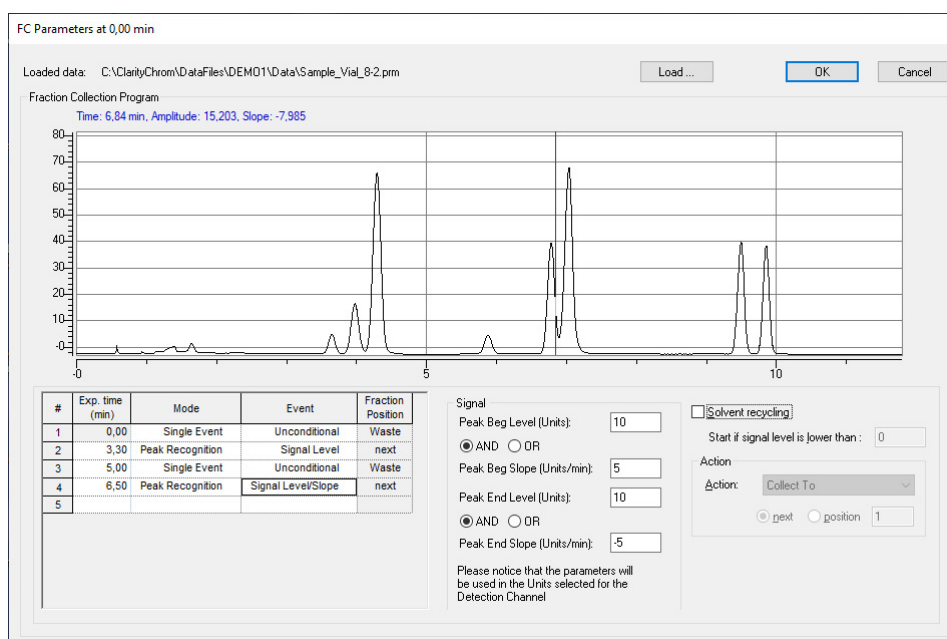 FC Parameters at 0,00 min
Loaded data: C:\ClarityChrom\DataFiles\DEMO1\Data\Sample_Vial_8-2.prm Load ... OK Cancel
Fraction Collection Program
Time: 6,84 min, Amplitude: 15,203, Slope: -7,985
80
70
60
50
40
30
20
10
-0
-0 5 10
# Exp. time (min) Mode Event Fraction Position
1 0,00 Single Event Unconditional Waste
2 3,30 Peak Recognition Signal Level next
3 5,00 Single Event Unconditional Waste
4 6,50 Peak Recognition Signal Level/Slope next
5
Signal
Peak Beg Level (Units): 10
AND OR
Peak Beg Slope (Units/min): 5
Peak End Level (Units): 10
AND OR
Peak End Slope (Units/min): -5
Please notice that the parameters will
be used in the Units selected for the
Detection Channel
Solvent recycling
Start if signal level is lower than : 0
Action
Action: Collect To
next position 1